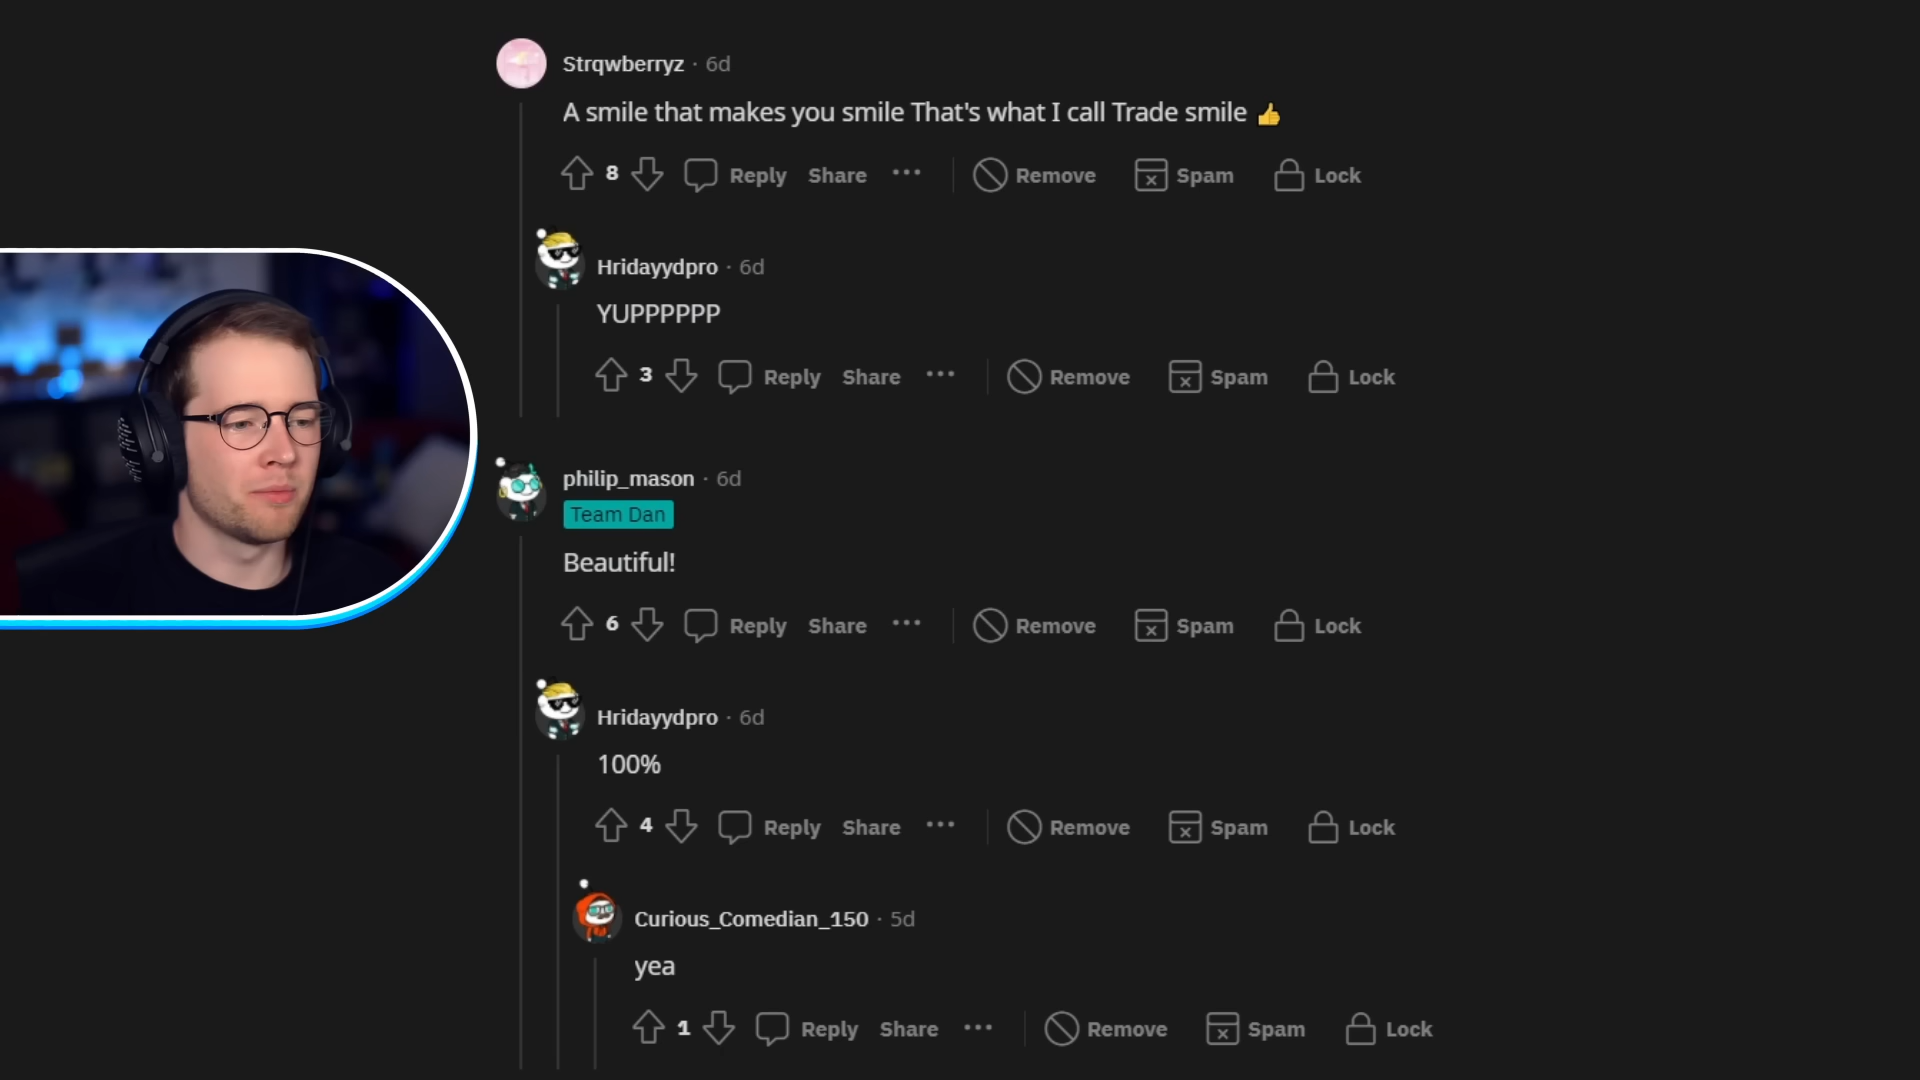 Strqwberryz · 6d
A smile that makes you smile That's what I call Trade smile 👍
8 Reply Share ··· Remove Spam Lock
Hridayydpro · 6d
YUPPPPPP
3 Reply Share ··· Remove Spam Lock
philip_mason · 6d
Team Dan
Beautiful!
6 Reply Share ··· Remove Spam Lock
Hridayydpro · 6d
100%
4 Reply Share ··· Remove Spam Lock
Curious_Comedian_150 · 5d
yea
1 Reply Share ··· Remove Spam Lock